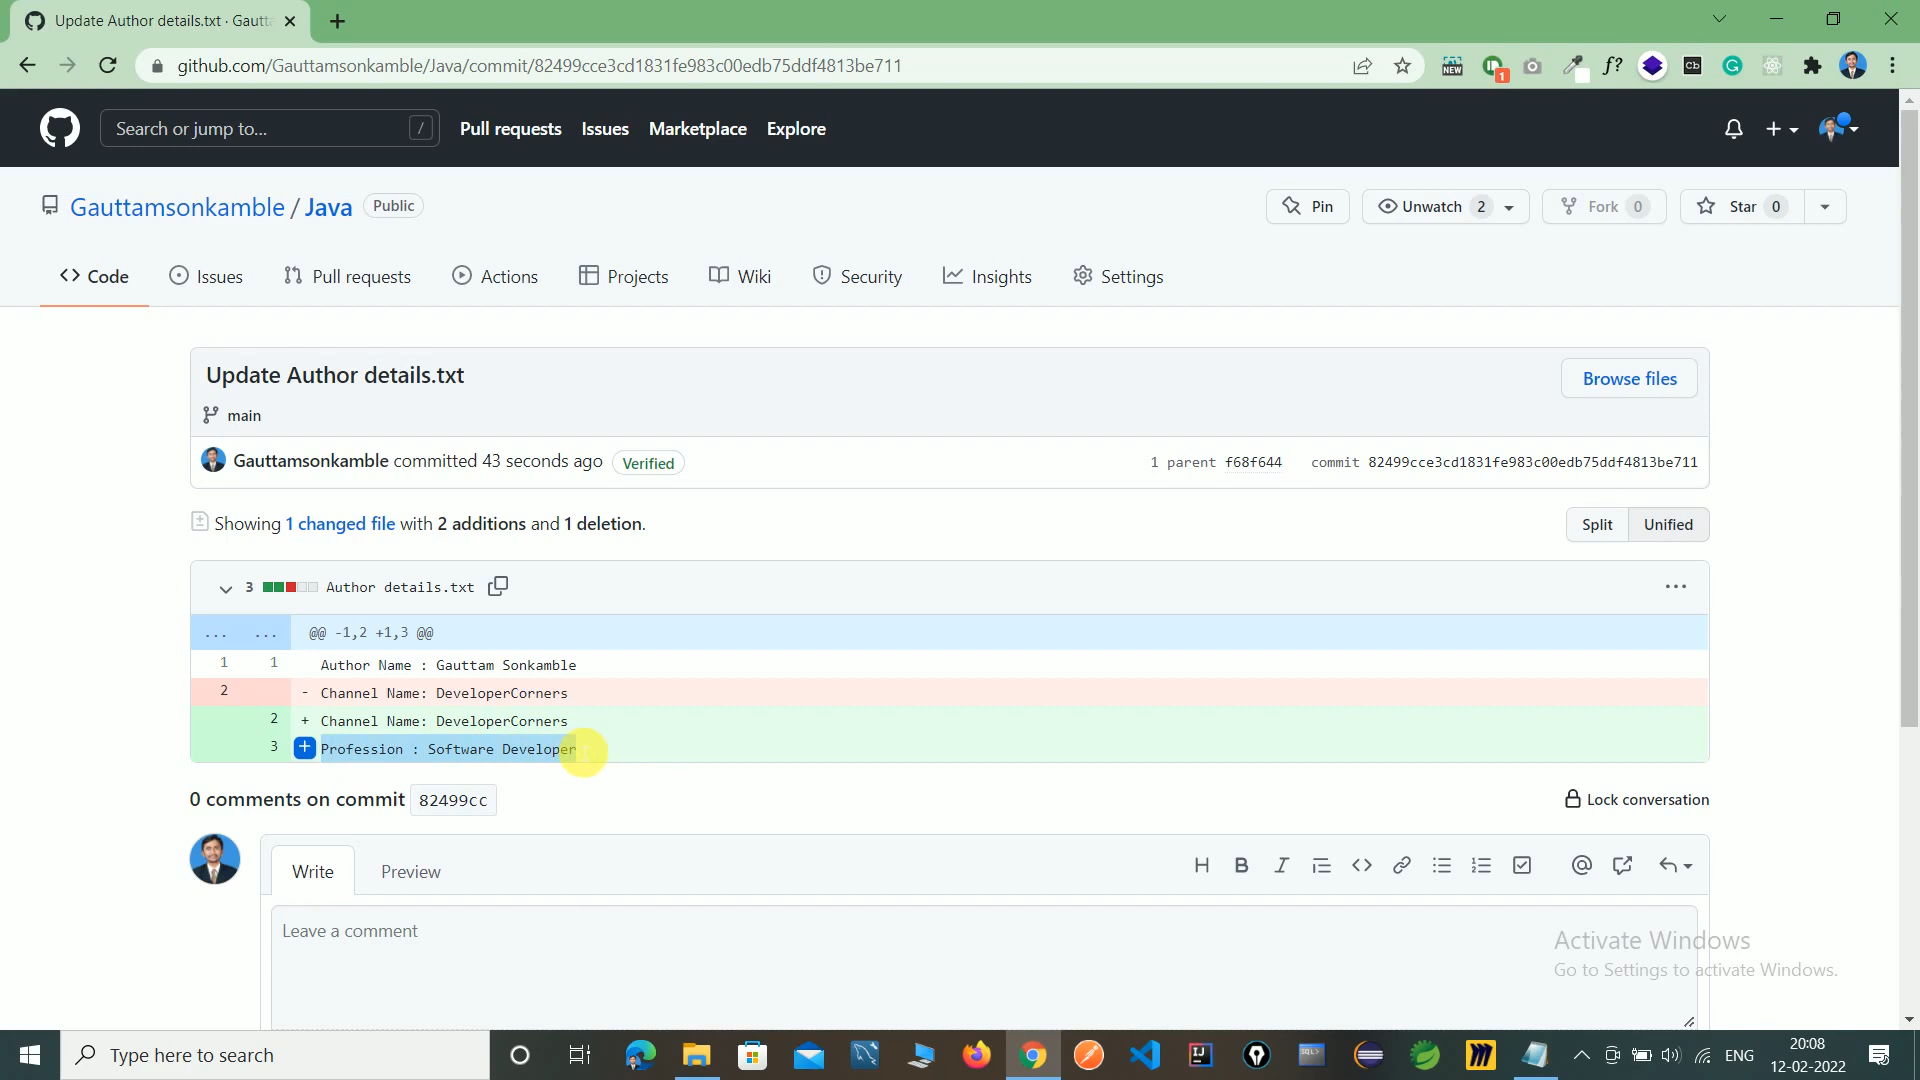 Update Author details.txt · Gautta
github.com/Gauttamsonkamble/Java/commit/82499cce3cd1831fe983c00edb75ddf4813be711
NEW
1
f?
Cb
Search or jump to...
/
Pull requests
Issues
Marketplace
Explore
Gauttamsonkamble / Java
Public
Pin
Unwatch 2
Fork 0
Star 0
Code
Issues
Pull requests
Actions
Projects
Wiki
Security
Insights
Settings
Update Author details.txt
Browse files
main
Gauttamsonkamble committed 43 seconds ago
Verified
1 parent f68f644
commit 82499cce3cd1831fe983c00edb75ddf4813be711
Showing 1 changed file with 2 additions and 1 deletion.
Split
Unified
3 Author details.txt
... ... @@ -1,2 +1,3 @@
1 1 Author Name : Gauttam Sonkamble
2 - Channel Name: DeveloperCorners
2 + Channel Name: DeveloperCorners
3 + Profession : Software Developer
0 comments on commit 82499cc
Lock conversation
Write
Preview
Leave a comment
Activate Windows
Go to Settings to activate Windows.
Type here to search
ENG
20:08
12-02-2022